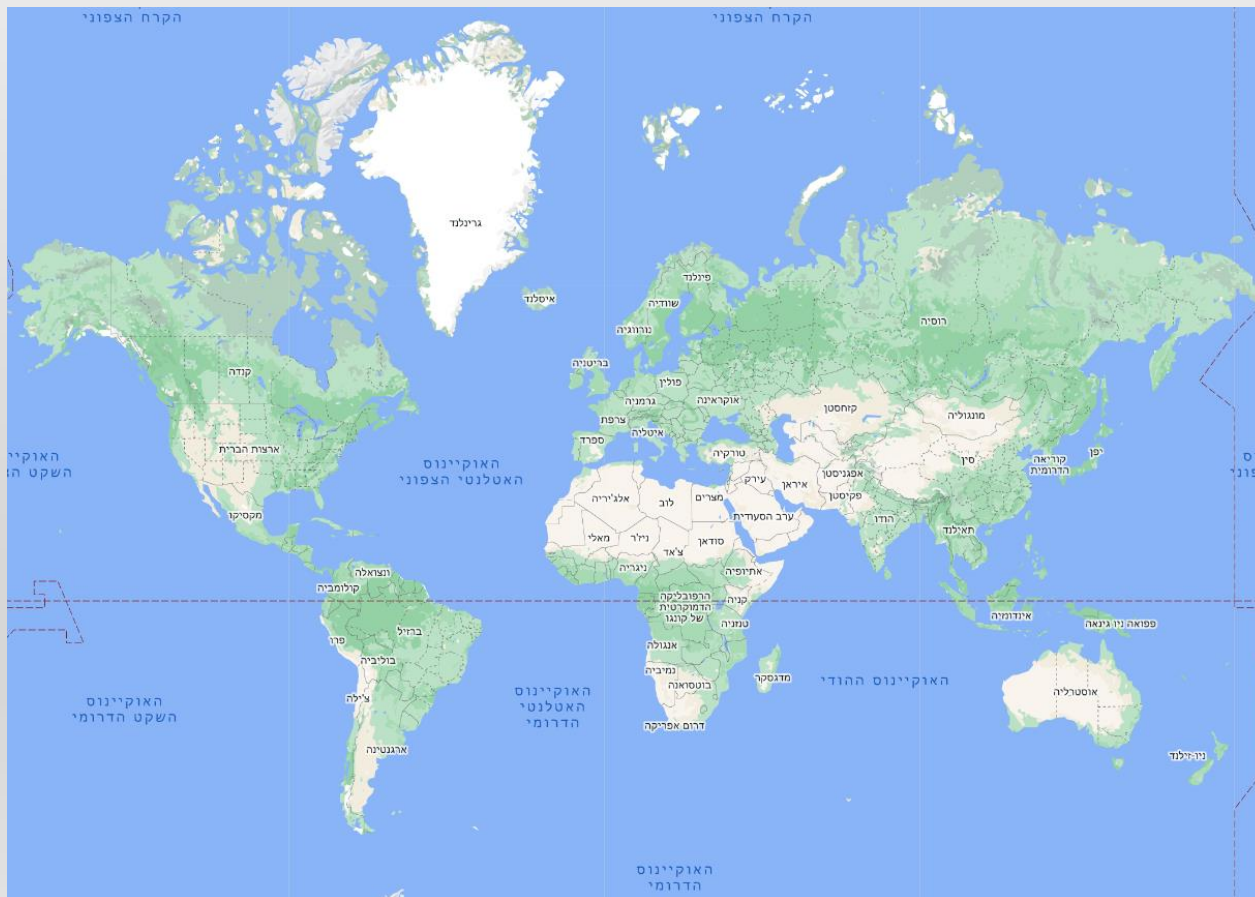 הקרח הצפוני
הקרח הצפוני
גרינלנד
איסלנד
פינלנד
שוודיה
נורווגיה
רוסיה
בריטניה
קנדה
פולין
גרמניה
אוקראינה
צרפת
איטליה
ספרד
קזחסטן
מונגוליה
ארצות הברית
טורקיה
סין
קוריאה
הדרומית
יפן
האוקיינוס
השקט הצ
האוקיינוס
האטלנטי הצפוני
עירק
איראן
אפגניסטן
פקיסטן
אלג'יריה
לוב
מצרים
ערב הסעודית
מקסיקו
הודו
תאילנד
מאלי
ניז'ר
צ'אד
סודאן
ניגריה
אתיופיה
ונצואלה
קולומביה
הרפובליקה
הדמוקרטית
של קונגו
קניה
טנזניה
אינדונזיה
פפואה ניו גינאה
פרו
ברזיל
בוליביה
אנגולה
נמיביה
בוטסואנה
מדגסקר
האוקיינוס ההודי
אוסטרליה
צ'ילה
האוקיינוס
השקט הדרומי
האוקיינוס
האטלנטי
הדרומי
דרום אפריקה
ארגנטינה
ניו-זילנד
האוקיינוס
הדרומי